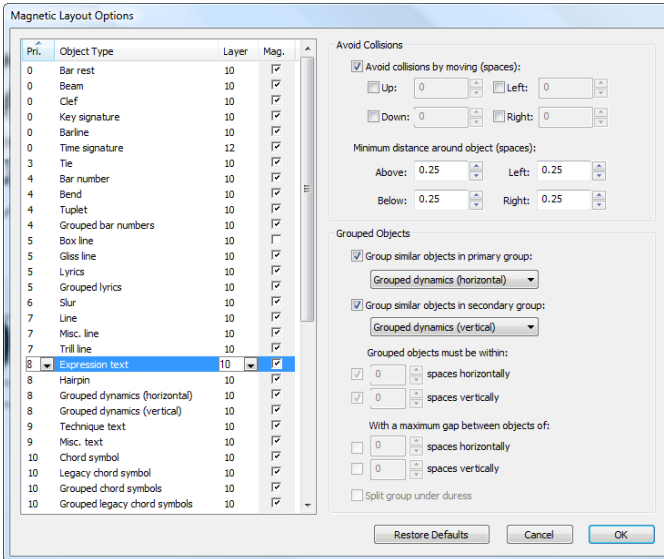 Magnetic Layout Options
Pri. Object Type Layer Mag.
0 Bar rest 10
0 Beam 10
0 Clef 10
0 Key signature 10
0 Barline 10
0 Time signature 12
3 Tie 10
4 Bar number 10
4 Bend 10
4 Tuplet 10
4 Grouped bar numbers 10
5 Box line 10
5 Gliss line 10
5 Lyrics 10
5 Grouped lyrics 10
6 Slur 10
7 Line 10
7 Misc. line 10
7 Trill line 10
8 Expression text 10
8 Hairpin 10
8 Grouped dynamics (horizontal) 10
8 Grouped dynamics (vertical) 10
9 Technique text 10
9 Misc. text 10
10 Chord symbol 10
10 Legacy chord symbol 10
10 Grouped chord symbols 10
10 Grouped legacy chord symbols 10
Avoid Collisions
Avoid collisions by moving (spaces):
Up: 0 Left: 0
Down: 0 Right: 0
Minimum distance around object (spaces):
Above: 0.25 Left: 0.25
Below: 0.25 Right: 0.25
Grouped Objects
Group similar objects in primary group:
Grouped dynamics (horizontal)
Group similar objects in secondary group:
Grouped dynamics (vertical)
Grouped objects must be within:
0 spaces horizontally
0 spaces vertically
With a maximum gap between objects of:
0 spaces horizontally
0 spaces vertically
Split group under duress
Restore Defaults Cancel OK